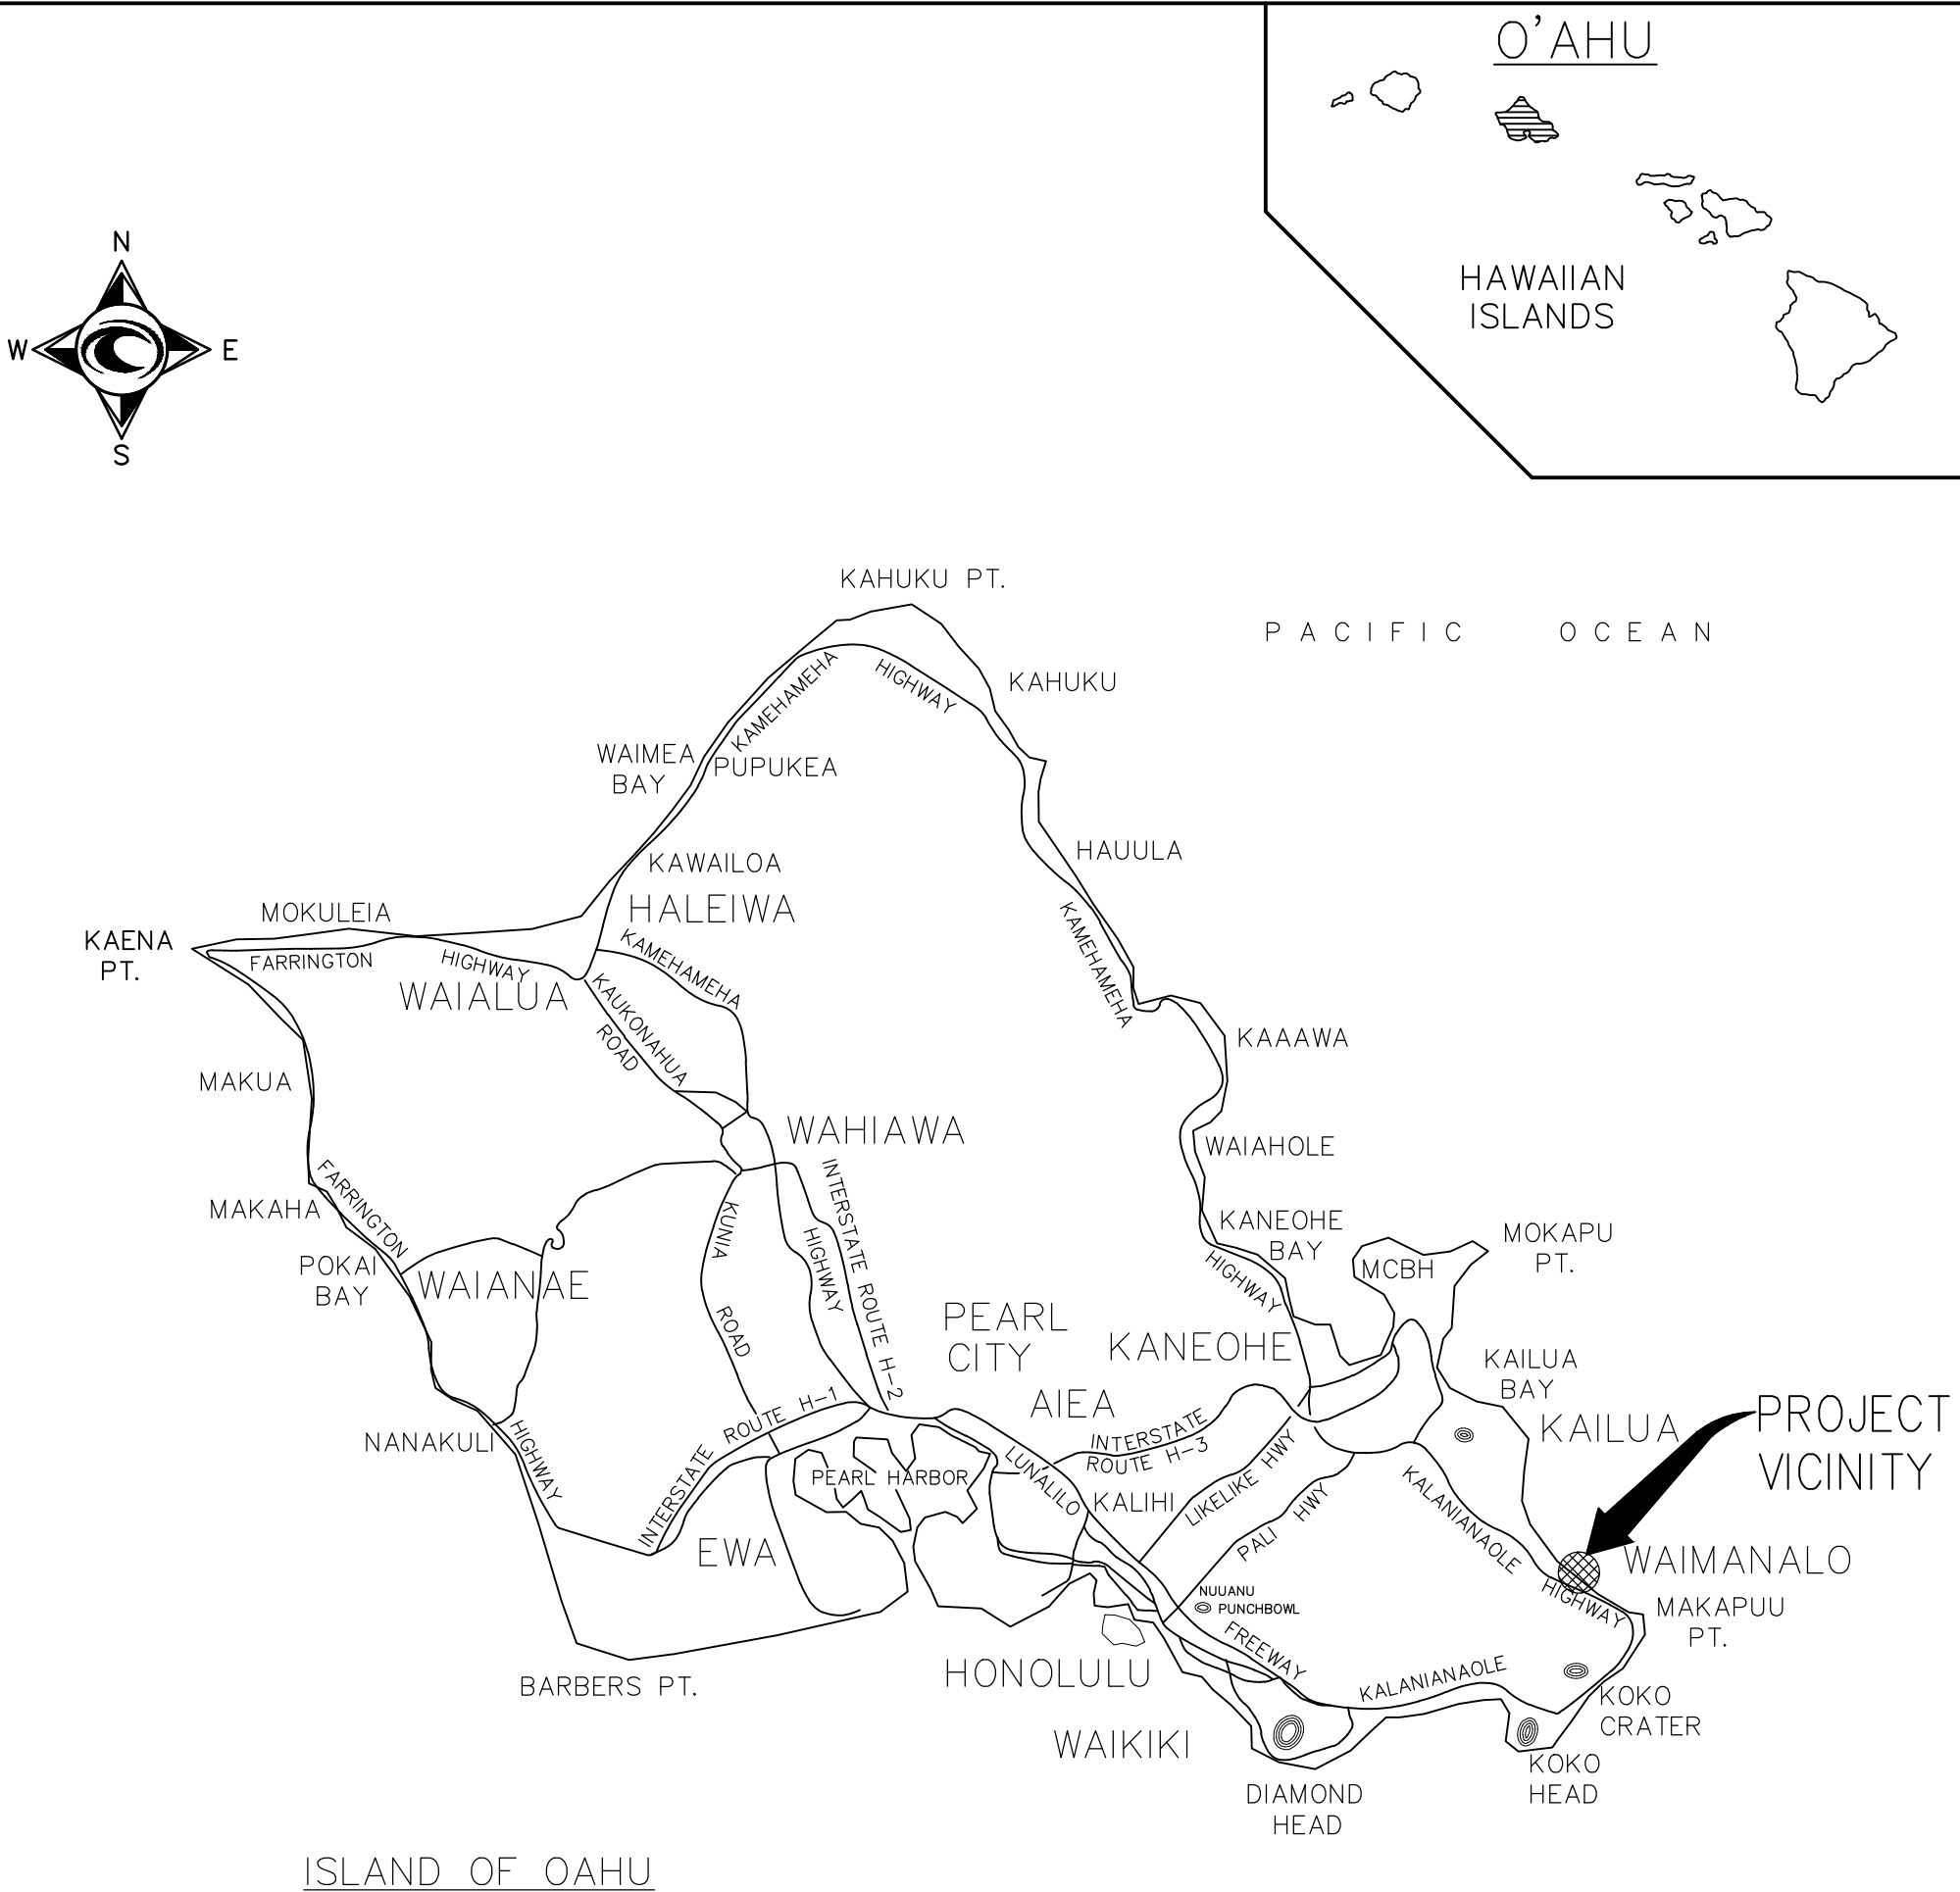 O'AHU
HAWAIIAN
ISLANDS
N
W
E
S
KAHUKU PT.
PACIFIC OCEAN
KAHUKU
KAMEHAMEHA
HIGHWAY
WAIMEA
BAY
PUPUKEA
HAUULA
KAWAILOA
HALEIWA
MOKULEIA
KAENA
PT.
FARRINGTON
HIGHWAY
WAIALUA
KAMEHAMEHA
KAUKONAHUA
ROAD
KAMEHAMEHA
KAAAWA
MAKUA
WAHIAWA
WAIAHOLE
MAKAHA
FARRINGTON
KUNIA
ROAD
HIGHWAY
INTERSTATE ROUTE H-2
KANEOHE
BAY
HIGHWAY
MOKAPU
PT.
MCBH
POKAI
BAY
WAIANAE
PEARL
CITY
KANEOHE
KAILUA
BAY
AIEA
KAILUA
PROJECT
VICINITY
NANAKULI
HIGHWAY
INTERSTATE ROUTE H-1
INTERSTATE
ROUTE H-3
PEARL HARBOR
LUNALILO
KALIHI
LIKELIKE HWY
PALI HWY
KALANIANAOLE
HIGHWAY
EWA
WAIMANALO
NUUANU
PUNCHBOWL
MAKAPUU
PT.
FREEWAY
HONOLULU
KALANIANAOLE
BARBERS PT.
KOKO
CRATER
WAIKIKI
KOKO
HEAD
DIAMOND
HEAD
ISLAND OF OAHU